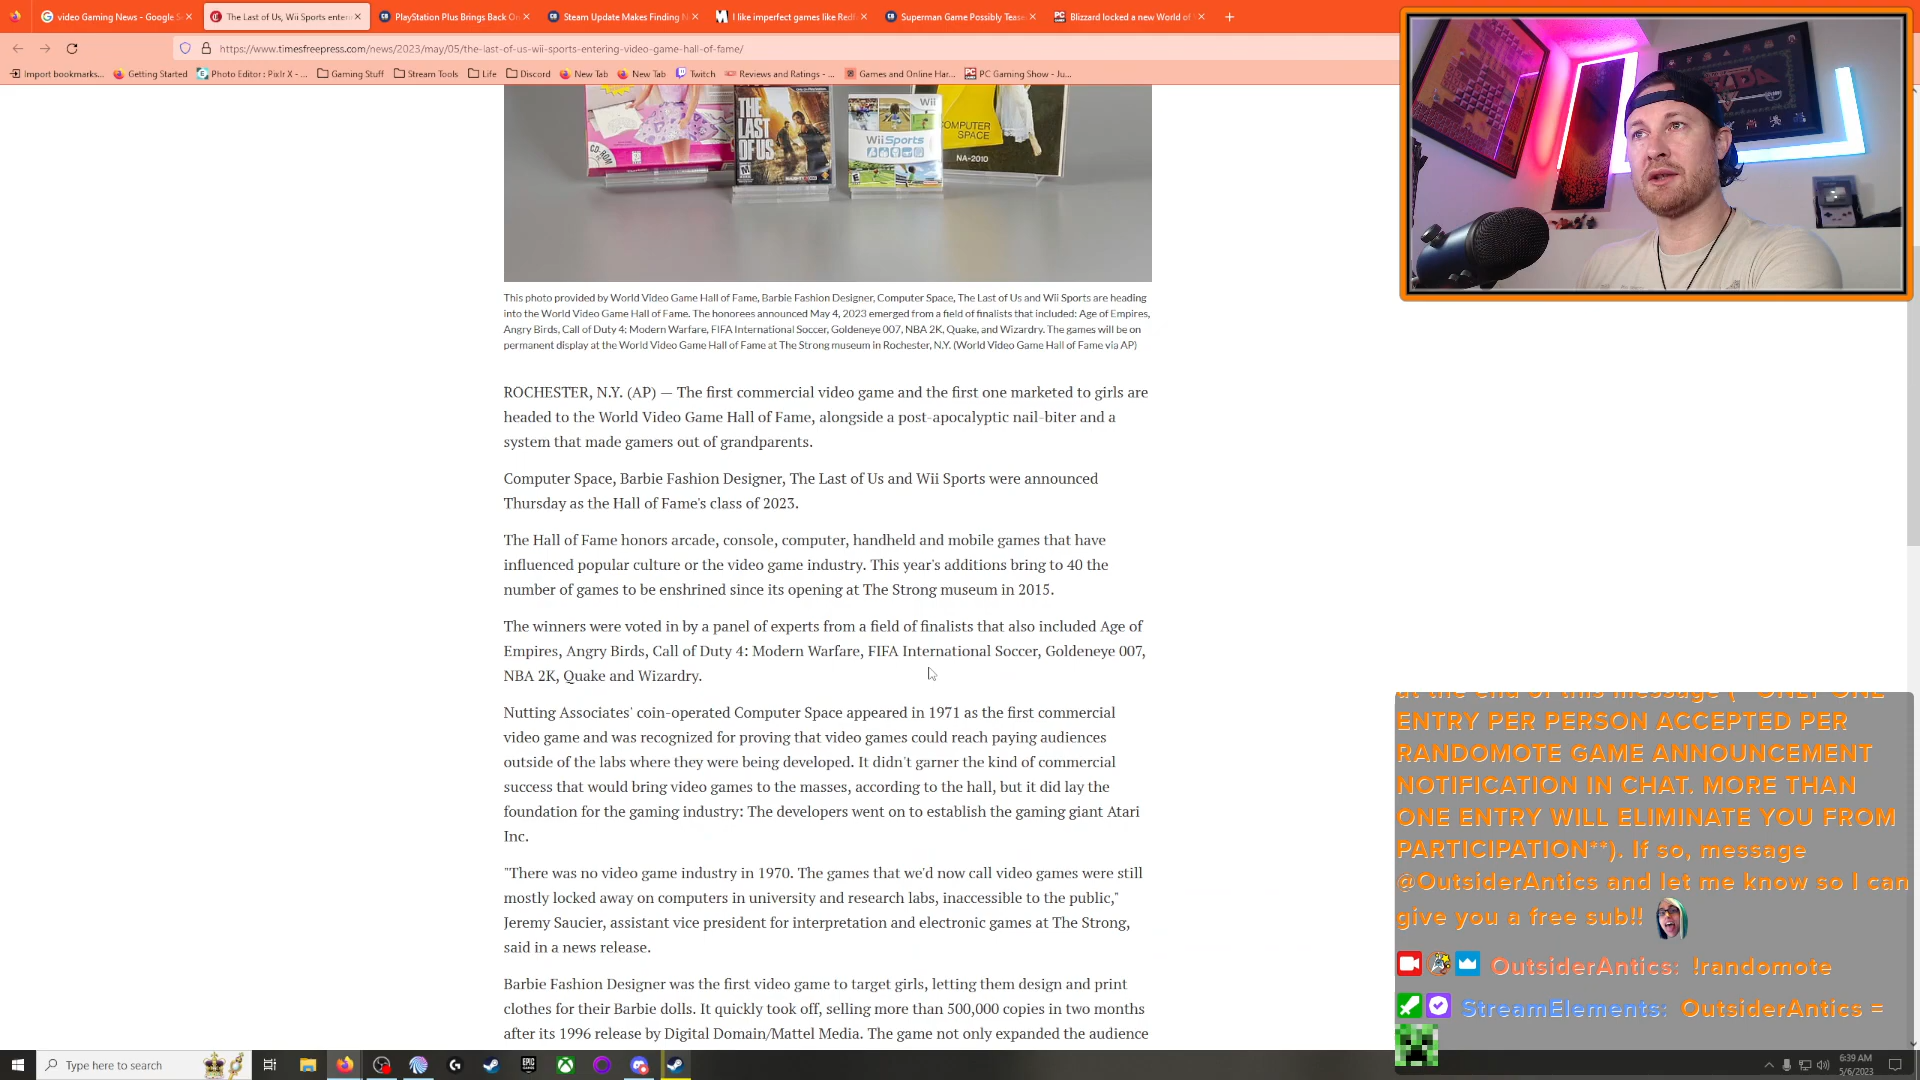 video Gaming News - Google S
The Last of Us, Wii Sports enteri
PlayStation Plus Brings Back On
Steam Update Makes Finding N
I like imperfect games like Redfa
Superman Game Possibly Tease
Blizzard locked a new World of
https://www.timesfreepress.com/news/2023/may/05/the-last-of-us-wii-sports-entering-video-game-hall-of-fame/
Import bookmarks...
Getting Started
Photo Editor : Pixlr X - ...
Gaming Stuff
Stream Tools
Life
Discord
New Tab
New Tab
Twitch
Reviews and Ratings - ...
Games and Online Har...
PC Gaming Show - Ju...
CD-ROM
THE LAST OF US
Wii
Wii Sports
COMPUTER SPACE
NA-2010
This photo provided by World Video Game Hall of Fame, Barbie Fashion Designer, Computer Space, The Last of Us and Wii Sports are heading
into the World Video Game Hall of Fame. The honorees announced May 4, 2023 emerged from a field of finalists that included: Age of Empires,
Angry Birds, Call of Duty 4: Modern Warfare, FIFA International Soccer, Goldeneye 007, NBA 2K, Quake, and Wizardry. The games will be on
permanent display at the World Video Game Hall of Fame at The Strong museum in Rochester, N.Y. (World Video Game Hall of Fame via AP)
ROCHESTER, N.Y. (AP) — The first commercial video game and the first one marketed to girls are
headed to the World Video Game Hall of Fame, alongside a post-apocalyptic nail-biter and a
system that made gamers out of grandparents.
Computer Space, Barbie Fashion Designer, The Last of Us and Wii Sports were announced
Thursday as the Hall of Fame's class of 2023.
The Hall of Fame honors arcade, console, computer, handheld and mobile games that have
influenced popular culture or the video game industry. This year's additions bring to 40 the
number of games to be enshrined since its opening at The Strong museum in 2015.
The winners were voted in by a panel of experts from a field of finalists that also included Age of
Empires, Angry Birds, Call of Duty 4: Modern Warfare, FIFA International Soccer, Goldeneye 007,
NBA 2K, Quake and Wizardry.
Nutting Associates' coin-operated Computer Space appeared in 1971 as the first commercial
video game and was recognized for proving that video games could reach paying audiences
outside of the labs where they were being developed. It didn't garner the kind of commercial
success that would bring video games to the masses, according to the hall, but it did lay the
foundation for the gaming industry: The developers went on to establish the gaming giant Atari
Inc.
"There was no video game industry in 1970. The games that we'd now call video games were still
mostly locked away on computers in university and research labs, inaccessible to the public,"
Jeremy Saucier, assistant vice president for interpretation and electronic games at The Strong,
said in a news release.
Barbie Fashion Designer was the first video game to target girls, letting them design and print
clothes for their Barbie dolls. It quickly took off, selling more than 500,000 copies in two months
after its 1996 release by Digital Domain/Mattel Media. The game not only expanded the audience
at the end of this message (**ONLY ONE
ENTRY PER PERSON ACCEPTED PER
RANDOMOTE GAME ANNOUNCEMENT
NOTIFICATION IN CHAT. MORE THAN
ONE ENTRY WILL ELIMINATE YOU FROM
PARTICIPATION**). If so, message
@OutsiderAntics and let me know so I can
give you a free sub!!
OutsiderAntics: !randomote
StreamElements: OutsiderAntics =
Type here to search
6:39 AM
5/6/2023